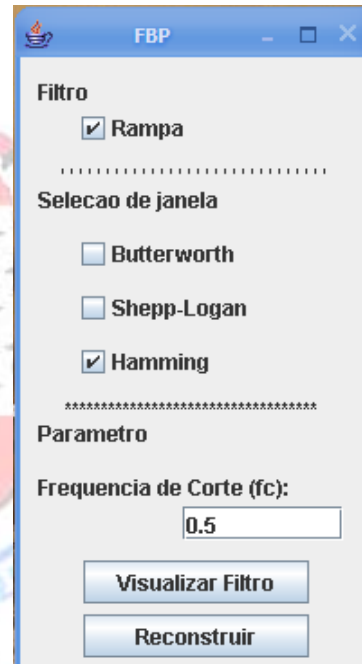 FBP
Filtro
Rampa
Selecao de janela
Butterworth
Shepp-Logan
Hamming
***********************************
Parametro
Frequencia de Corte (fc):
0.5
Visualizar Filtro
Reconstruir